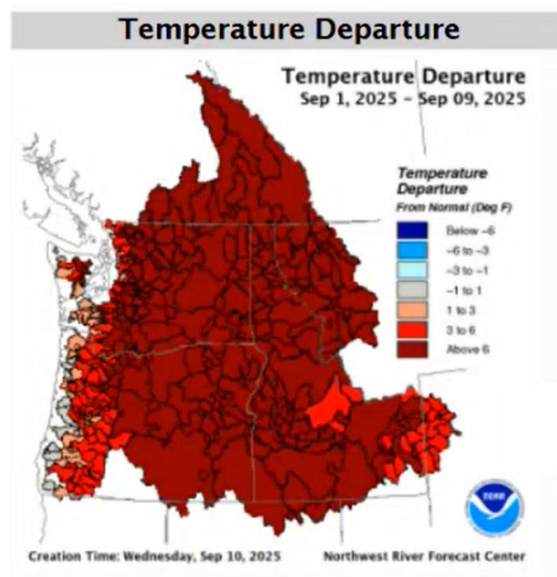 Temperature Departure
Temperature Departure
Sep 1, 2025 - Sep 09, 2025
Temperature
Departure
From Normal (Deg F)
Below -6
-6 to -3
-3 to -1
-1 to 1
1 to 3
3 to 6
Above 6
Creation Time: Wednesday, Sep 10, 2025
Northwest River Forecast Center